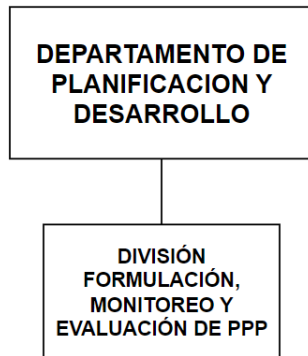 DEPARTAMENTO DE
PLANIFICACION Y
DESARROLLO
DIVISIÓN
FORMULACIÓN,
MONITOREO Y
EVALUACIÓN DE PPP